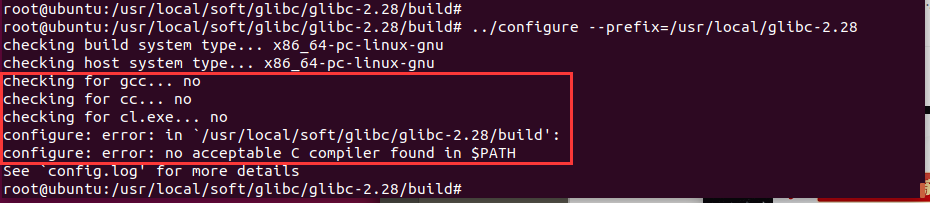 root@ubuntu:/usr/local/soft/glibc/glibc-2.28/build#
root@ubuntu:/usr/local/soft/glibc/glibc-2.28/build# ../configure --prefix=/usr/local/glibc-2.28
checking build system type... x86_64-pc-linux-gnu
checking host system type... x86_64-pc-linux-gnu
checking for gcc... no
checking for cc... no
checking for cl.exe... no
configure: error: in `/usr/local/soft/glibc/glibc-2.28/build':
configure: error: no acceptable C compiler found in $PATH
See `config.log' for more details
root@ubuntu:/usr/local/soft/glibc/glibc-2.28/build#